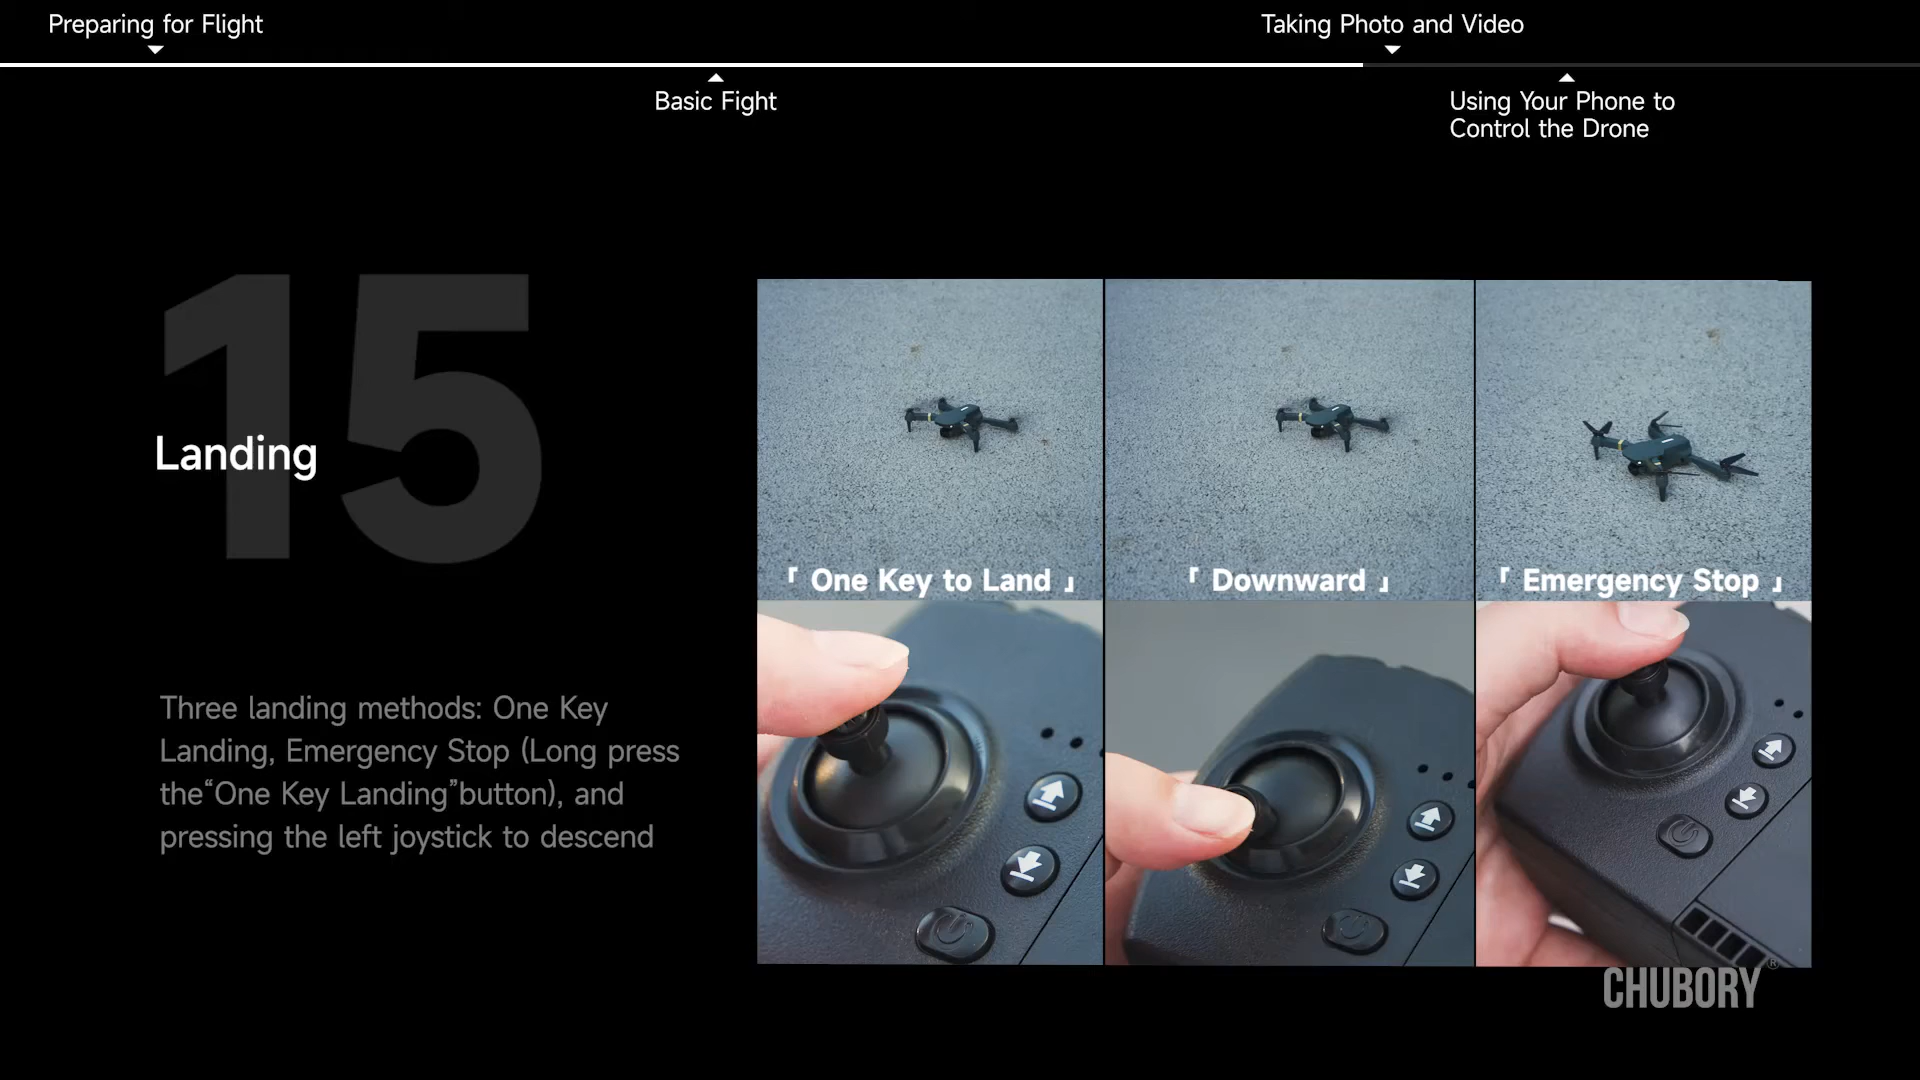 Preparing for Flight
Taking Photo and Video
Basic Fight
Using Your Phone to
Control the Drone
15
Landing
Three landing methods: One Key
Landing, Emergency Stop (Long press
the“One Key Landing”button), and
pressing the left joystick to descend
「 One Key to Land 」
「 Downward 」
「 Emergency Stop 」
CHUBORY®